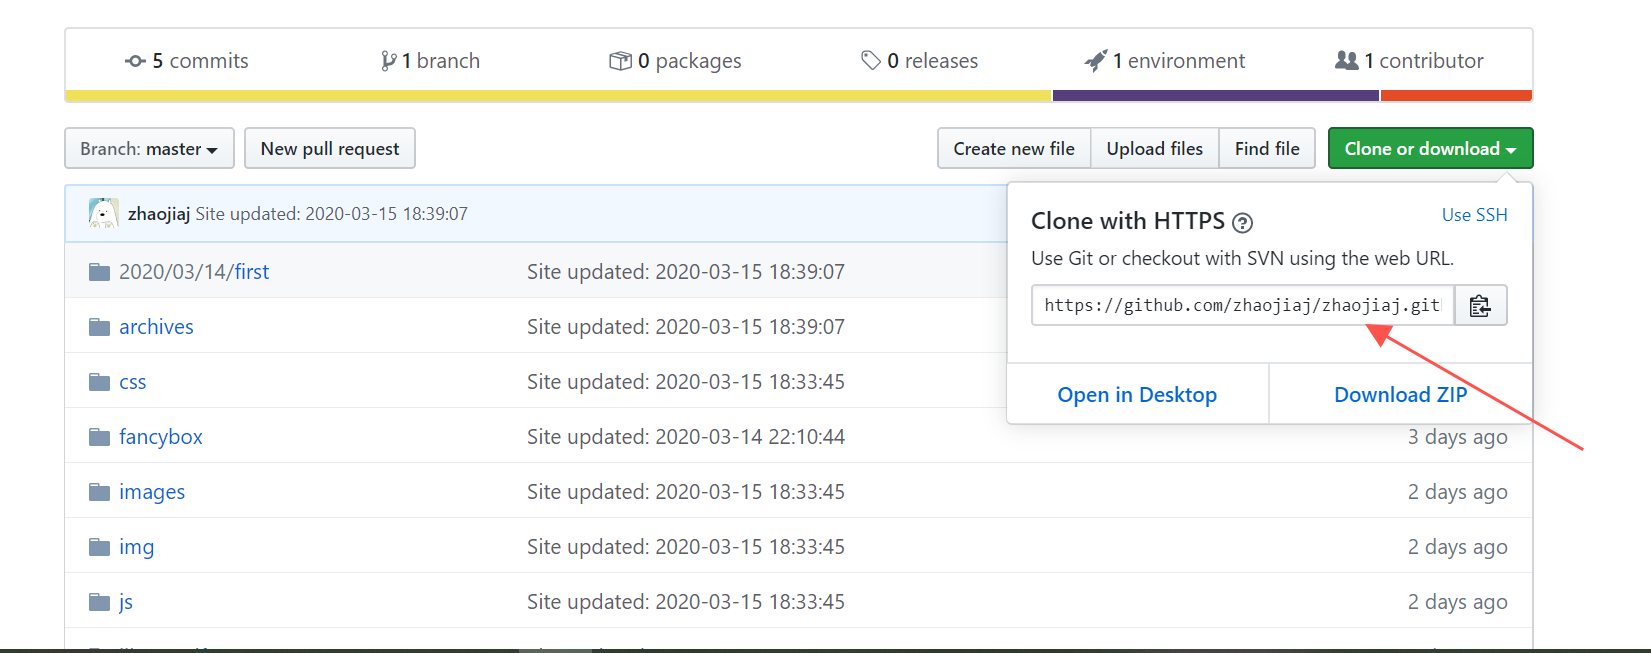 5 commits
1 branch
0 packages
0 releases
1 environment
1 contributor
Branch: master
New pull request
Create new file
Upload files
Find file
Clone or download
zhaojiaj Site updated: 2020-03-15 18:39:07
Clone with HTTPS
Use SSH
Use Git or checkout with SVN using the web URL.
https://github.com/zhaojiaj/zhaojiaj.git
Open in Desktop
Download ZIP
2020/03/14/first Site updated: 2020-03-15 18:39:07
archives Site updated: 2020-03-15 18:39:07
css Site updated: 2020-03-15 18:33:45
fancybox Site updated: 2020-03-14 22:10:44 3 days ago
images Site updated: 2020-03-15 18:33:45 2 days ago
img Site updated: 2020-03-15 18:33:45 2 days ago
js Site updated: 2020-03-15 18:33:45 2 days ago